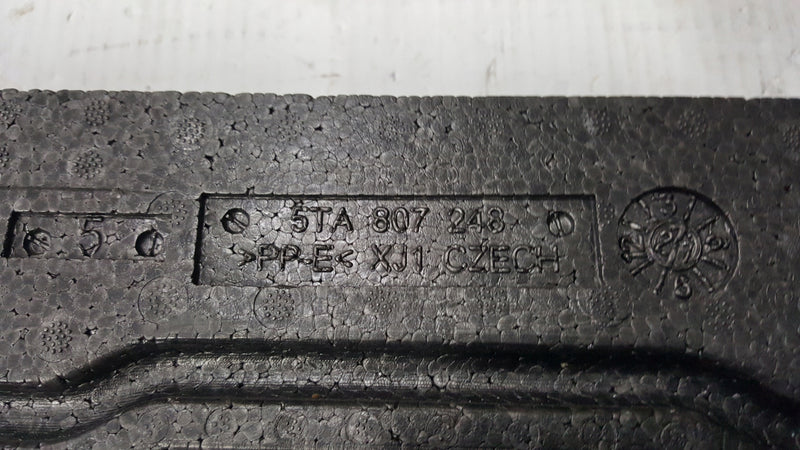 5
5TA 807 248
>PP-E< XJ1 CZECH